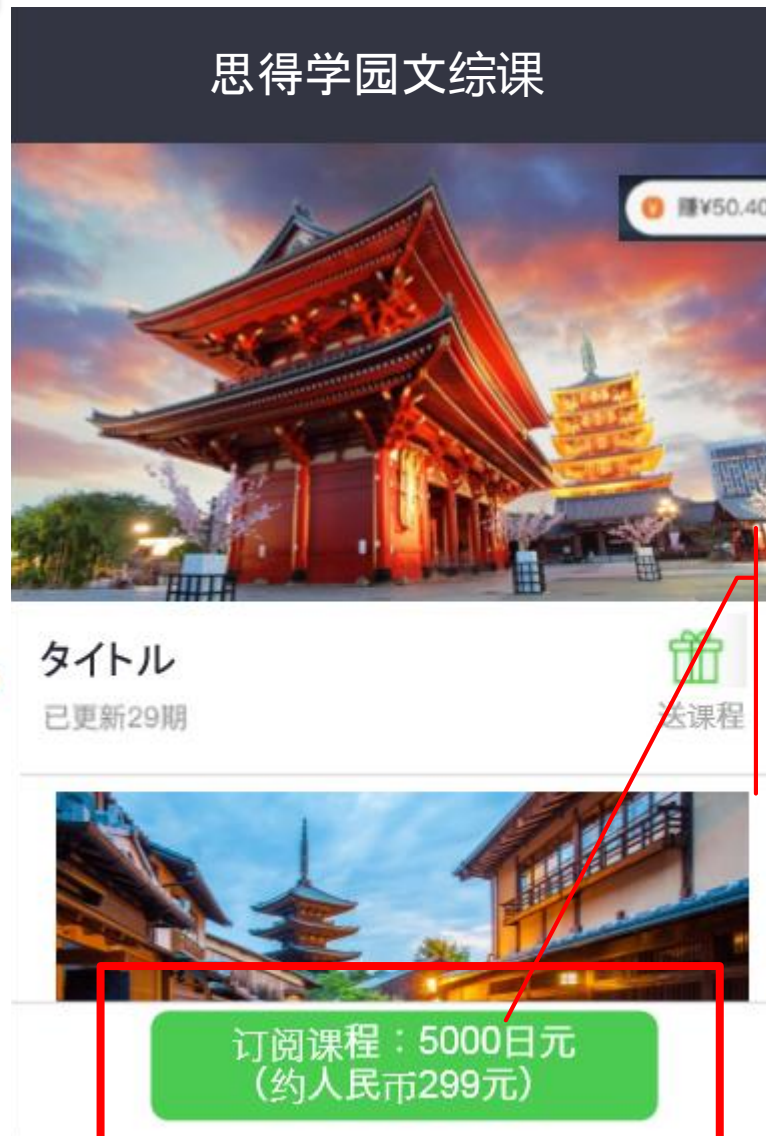 思得学园文综课
赚¥50.40
タイトル
已更新29期
送课程
订阅课程：5000日元
（约人民币299元）